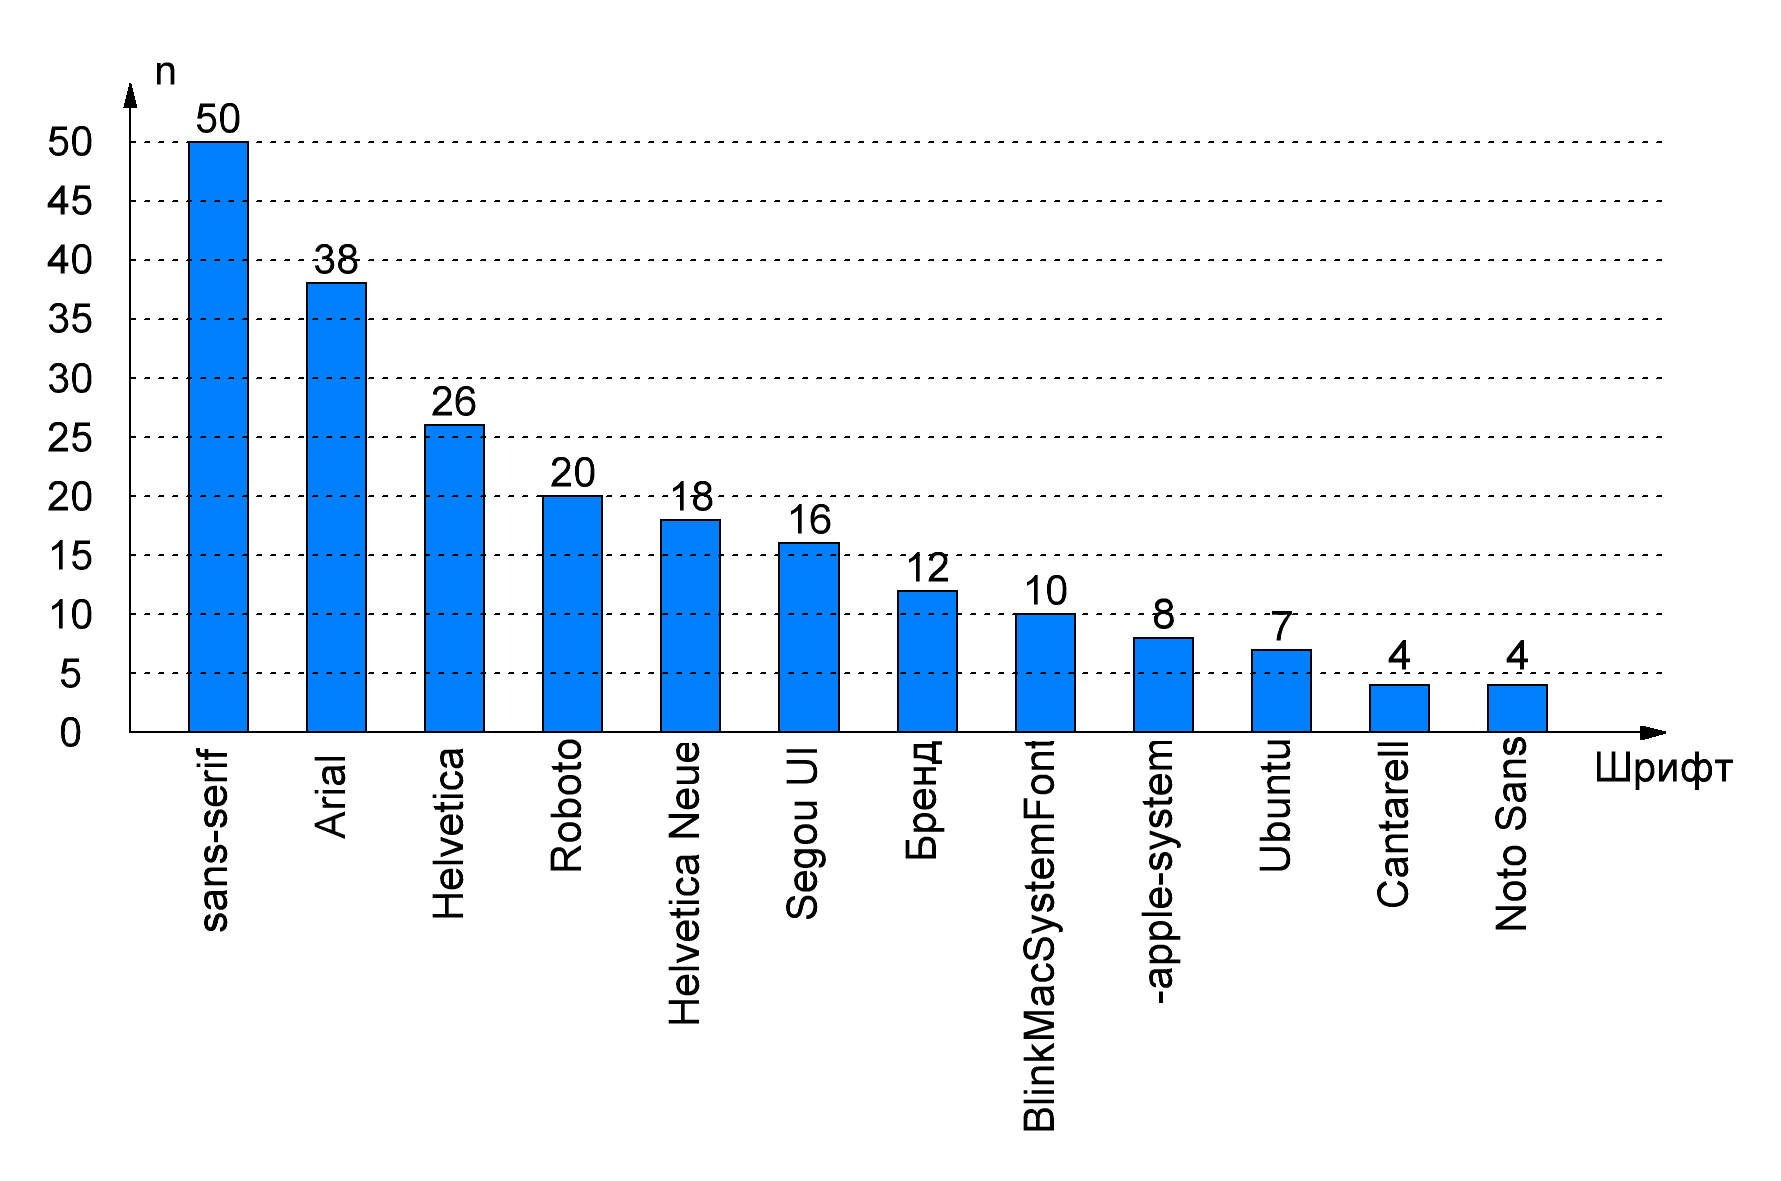 n
50
45
40
35
30
25
20
15
10
5
0
50
38
26
20
18
16
12
10
8
7
4
4
sans-serif
Arial
Helvetica
Roboto
Helvetica Neue
Segou UI
Бренд
BlinkMacSystemFont
-apple-system
Ubuntu
Cantarell
Noto Sans
Шрифт